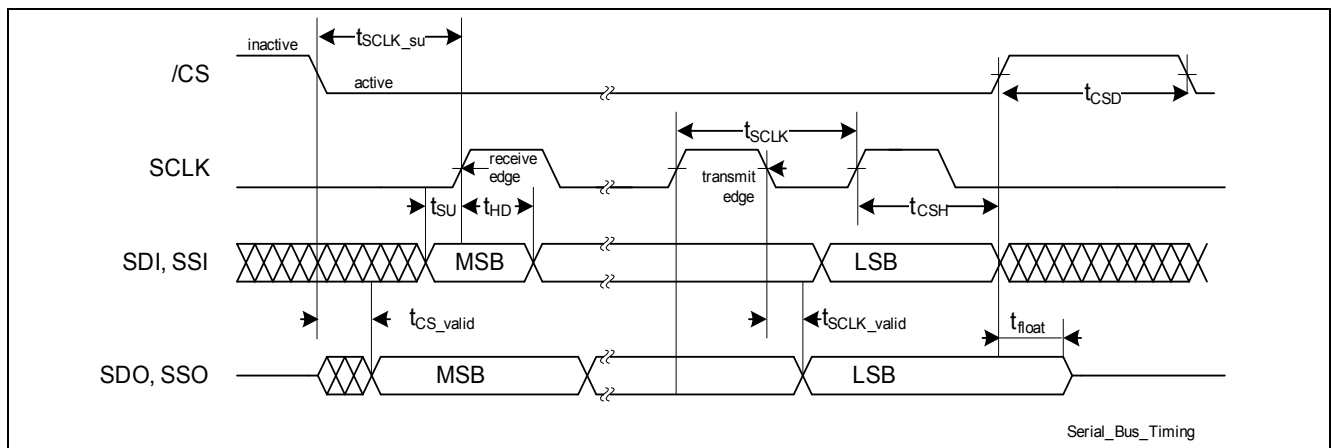 inactive
tSCLK_su
/CS
active
tCSD
tSCLK
SCLK
receive
edge
transmit
edge
tSU
tHD
tCSH
SDI, SSI
MSB
LSB
tCS_valid
tSCLK_valid
tfloat
SDO, SSO
MSB
LSB
Serial_Bus_Timing